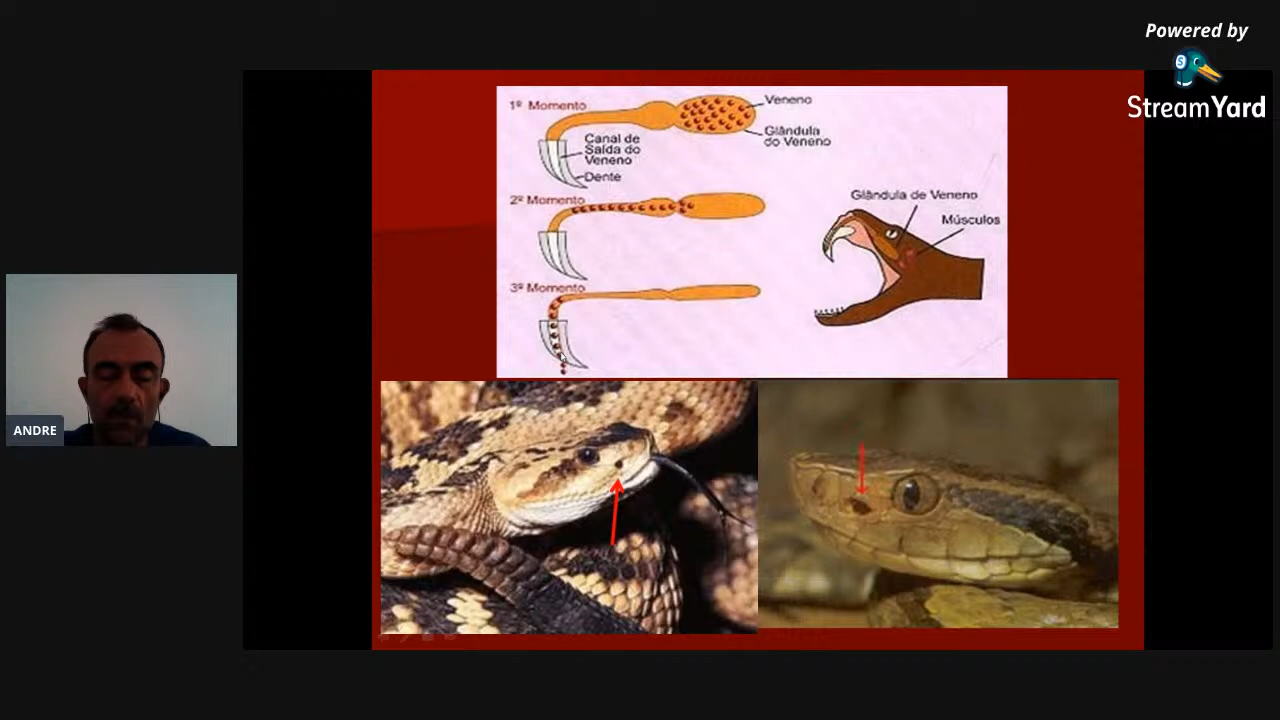 Powered by
StreamYard
1º Momento
Veneno
Glândula
do Veneno
Canal de
Saída do
Veneno
Dente
2º Momento
Glândula de Veneno
Músculos
3º Momento
ANDRE